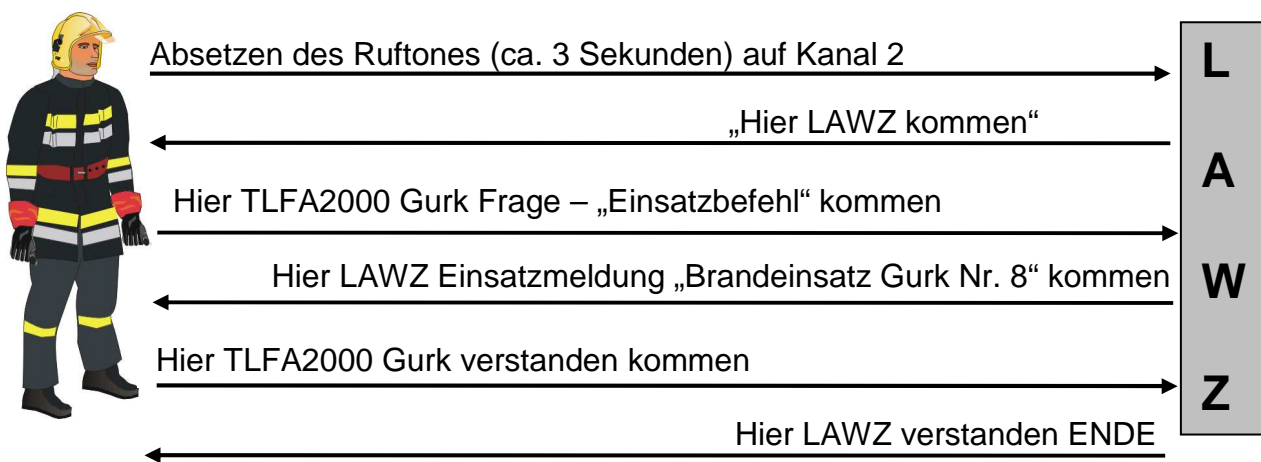 Absetzen des Ruftones (ca. 3 Sekunden) auf Kanal 2
„Hier LAWZ kommen“
Hier TLFA2000 Gurk Frage – „Einsatzbefehl“ kommen
Hier LAWZ Einsatzmeldung „Brandeinsatz Gurk Nr. 8“ kommen
Hier TLFA2000 Gurk verstanden kommen
Hier LAWZ verstanden ENDE
L
A
W
Z